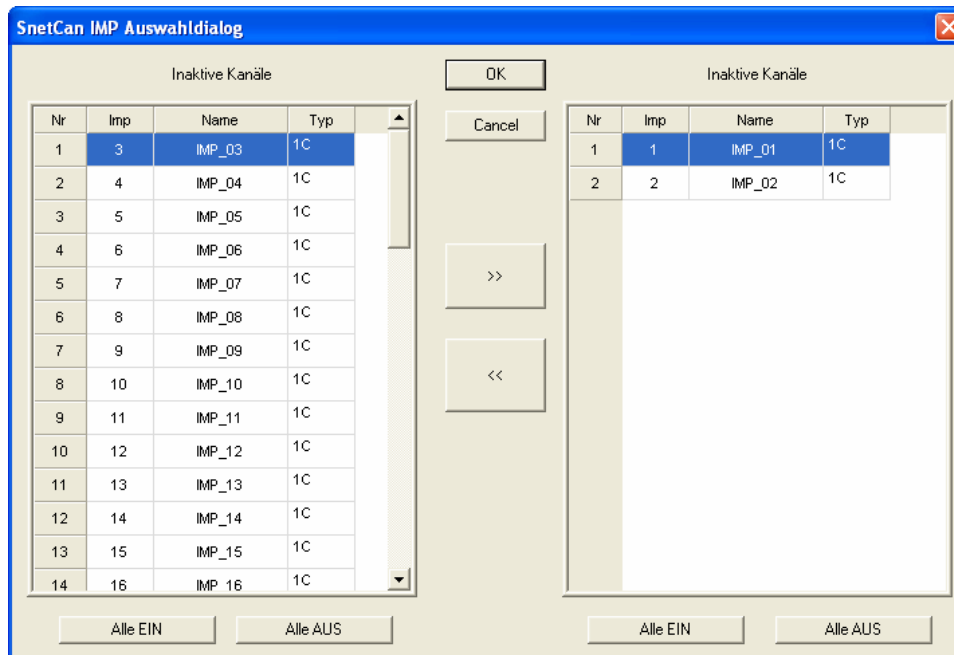 SnetCan IMP Auswahldialog
Inaktive Kanäle
Nr Imp Name Typ
1 3 IMP_03 1C
2 4 IMP_04 1C
3 5 IMP_05 1C
4 6 IMP_06 1C
5 7 IMP_07 1C
6 8 IMP_08 1C
7 9 IMP_09 1C
8 10 IMP_10 1C
9 11 IMP_11 1C
10 12 IMP_12 1C
11 13 IMP_13 1C
12 14 IMP_14 1C
13 15 IMP_15 1C
14 16 IMP_16 1C
Alle EIN Alle AUS
OK
Cancel
>>
<<
Inaktive Kanäle
Nr Imp Name Typ
1 1 IMP_01 1C
2 2 IMP_02 1C
Alle EIN Alle AUS